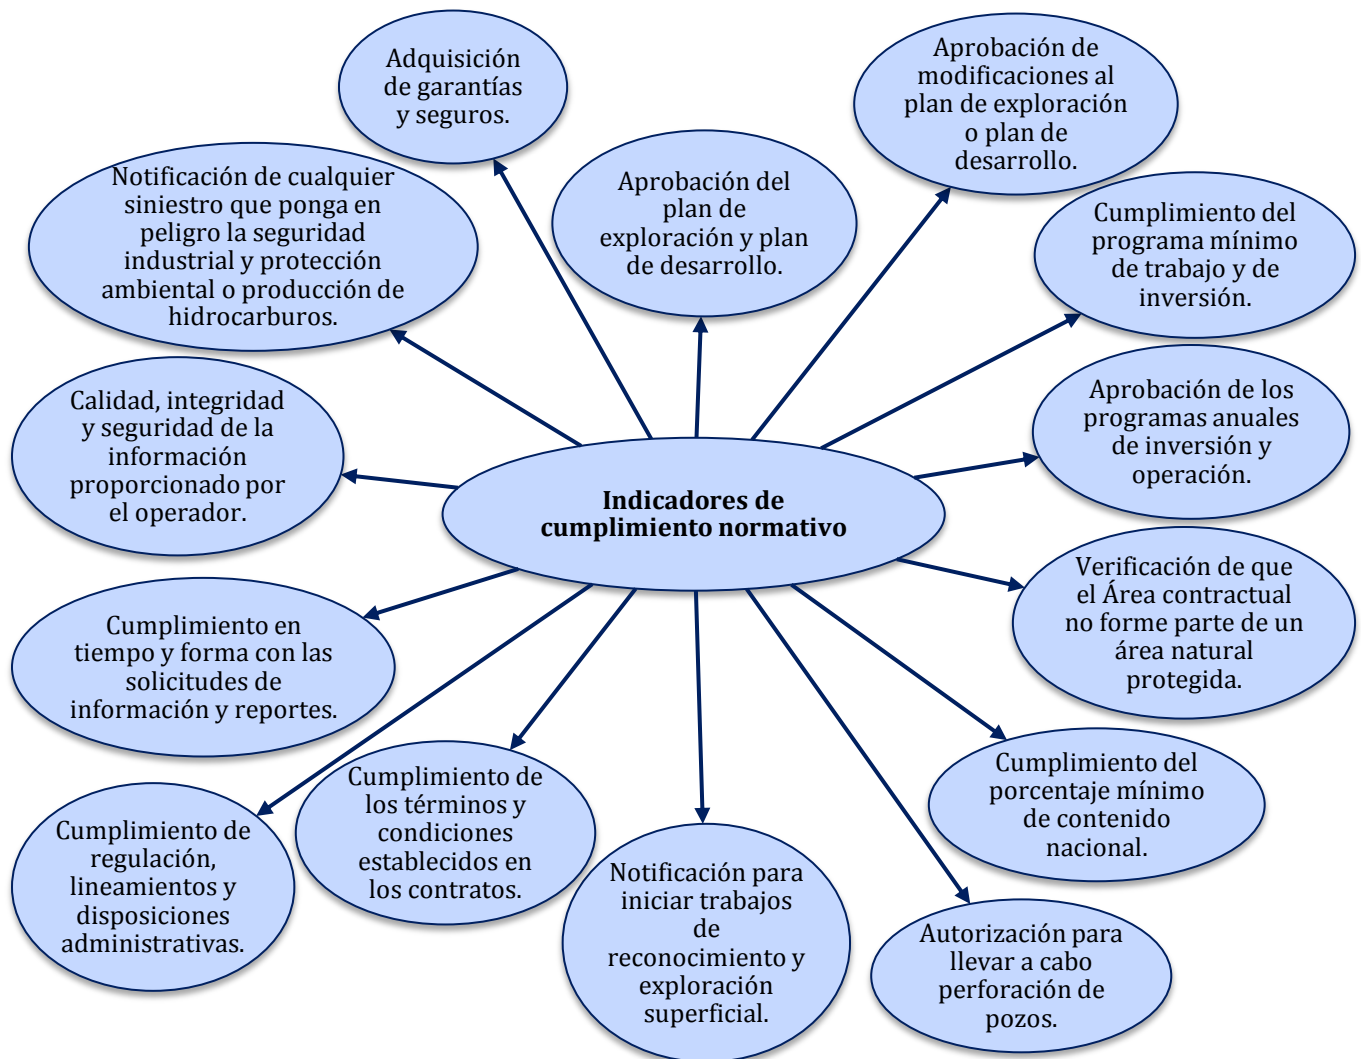 Adquisición
de garantías
y seguros.
Aprobación de
modificaciones al
plan de exploración
o plan de
desarrollo.
Notificación de cualquier
siniestro que ponga en
peligro la seguridad
industrial y protección
ambiental o producción de
hidrocarburos.
Aprobación del
plan de
exploración y plan
de desarrollo.
Cumplimiento del
programa mínimo
de trabajo y de
inversión.
Calidad, integridad
y seguridad de la
información
proporcionado por
el operador.
Aprobación de los
programas anuales
de inversión y
operación.
Indicadores de
cumplimiento normativo
Verificación de que
el Área contractual
no forme parte de un
área natural
protegida.
Cumplimiento en
tiempo y forma con las
solicitudes de
información y reportes.
Cumplimiento del
porcentaje mínimo
de contenido
nacional.
Cumplimiento de
los términos y
condiciones
establecidos en
los contratos.
Cumplimiento de
regulación,
lineamientos y
disposiciones
administrativas.
Notificación para
iniciar trabajos
de
reconocimiento y
exploración
superficial.
Autorización para
llevar a cabo
perforación de
pozos.